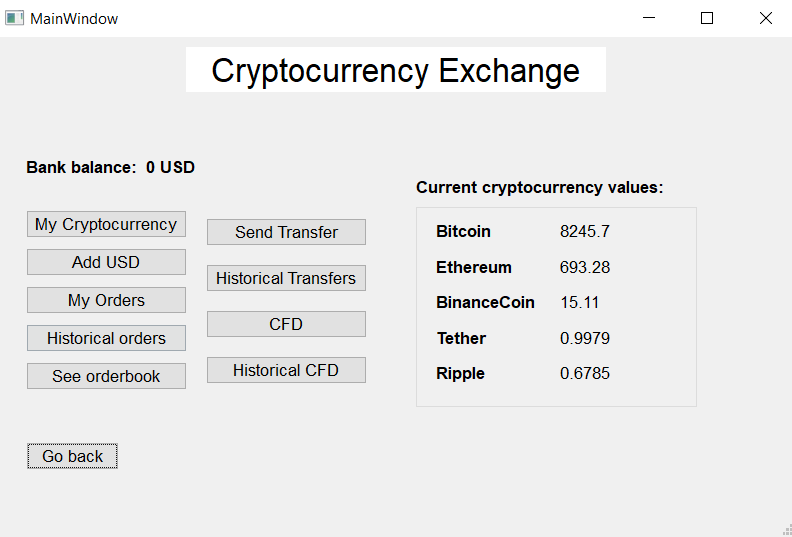 MainWindow
Cryptocurrency Exchange
Bank balance: 0 USD
My Cryptocurrency
Add USD
My Orders
Historical orders
See orderbook
Send Transfer
Historical Transfers
CFD
Historical CFD
Current cryptocurrency values:
Bitcoin 8245.7
Ethereum 693.28
BinanceCoin 15.11
Tether 0.9979
Ripple 0.6785
Go back